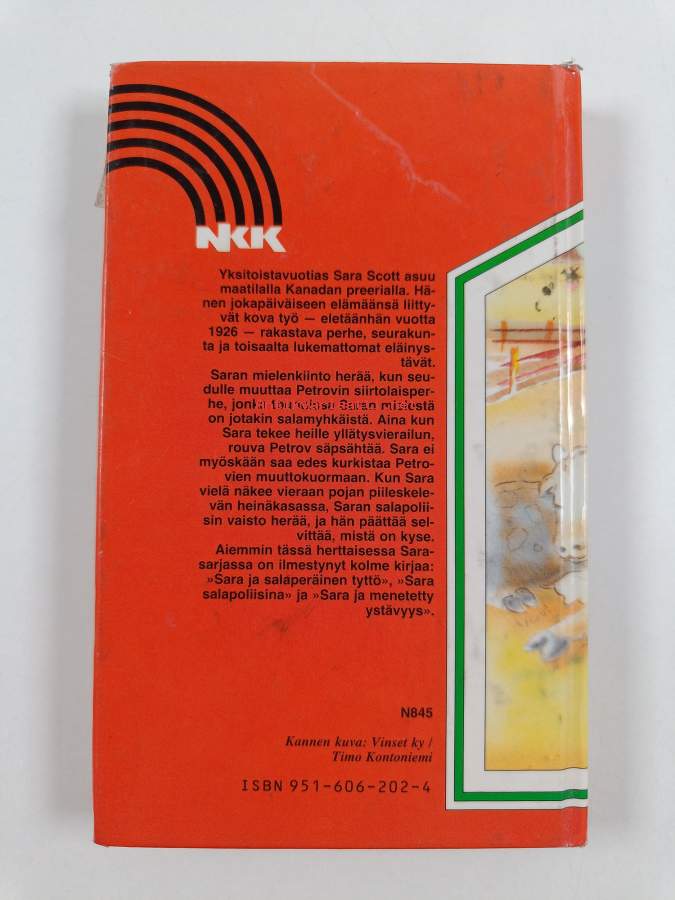 NKK
Yksitoistavuotias Sara Scott asuu
maatilalla Kanadan preerialla. Hä-
nen jokapäiväiseen elämäänsä liitty-
vät kova työ — eletäänhän vuotta
1926 — rakastava perhe, seurakun-
ta ja toisaalta lukemattomat eläinys-
tävät.
Saran mielenkiinto herää, kun seu-
dulle muuttaa Petrovin siirtolaisper-
he, jonka touhuissa Saran mielestä
on jotakin salamyhkäistä. Aina kun
Sara tekee heille yllätysvierailun,
rouva Petrov säpsähtää. Sara ei
myöskään saa edes kurkistaa Petro-
vien muuttokuormaan. Kun Sara
vielä näkee vieraan pojan piileskele-
vän heinäkasassa, Saran salapolii-
sin vaisto herää, ja hän päättää sel-
vittää, mistä on kyse.
Aiemmin tässä herttaisessa Sara-
sarjassa on ilmestynyt kolme kirjaa:
»Sara ja salaperäinen tyttö», »Sara
salapoliisina» ja »Sara ja menetetty
ystävyys».
N845
Kannen kuva: Vinset ky /
Timo Kontoniemi
ISBN 951-606-202-4